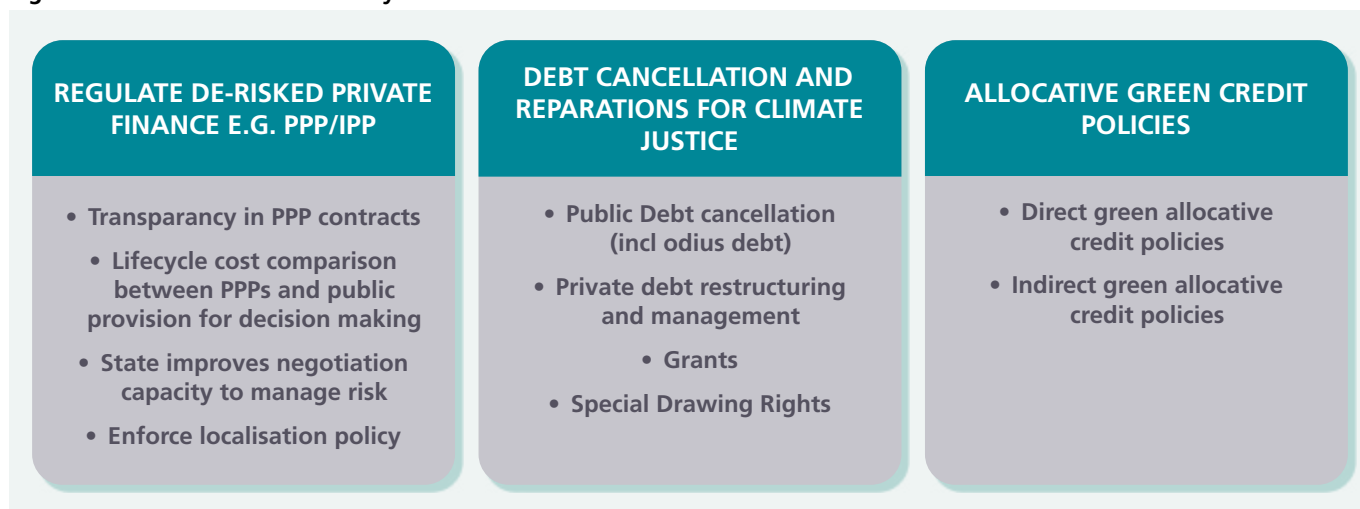 REGULATE DE-RISKED PRIVATE
FINANCE E.G. PPP/IPP
• Transparancy in PPP contracts
• Lifecycle cost comparison
between PPPs and public
provision for decision making
• State improves negotiation
capacity to manage risk
• Enforce localisation policy
DEBT CANCELLATION AND
REPARATIONS FOR CLIMATE
JUSTICE
• Public Debt cancellation
(incl odius debt)
• Private debt restructuring
and management
• Grants
• Special Drawing Rights
ALLOCATIVE GREEN CREDIT
POLICIES
• Direct green allocative
credit policies
• Indirect green allocative
credit policies